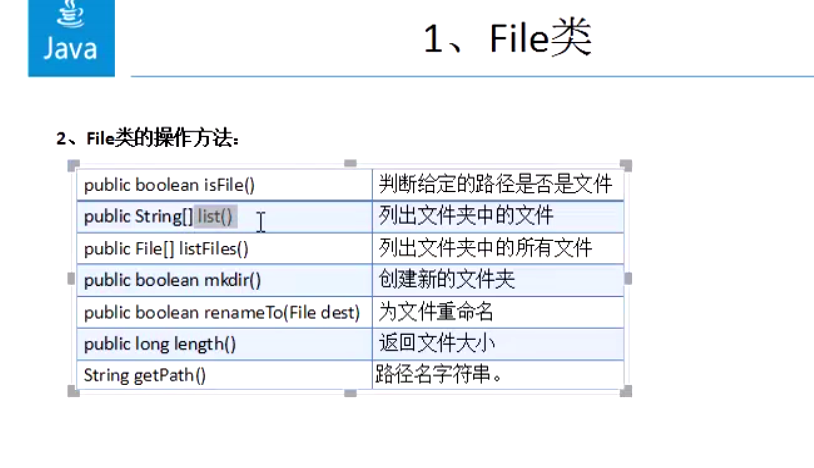 Java
1、File类
2、File类的操作方法：
public boolean isFile() 判断给定的路径是否是文件
public String[] list() 列出文件夹中的文件
public File[] listFiles() 列出文件夹中的所有文件
public boolean mkdir() 创建新的文件夹
public boolean renameTo(File dest) 为文件重命名
public long length() 返回文件大小
String getPath() 路径名字符串。